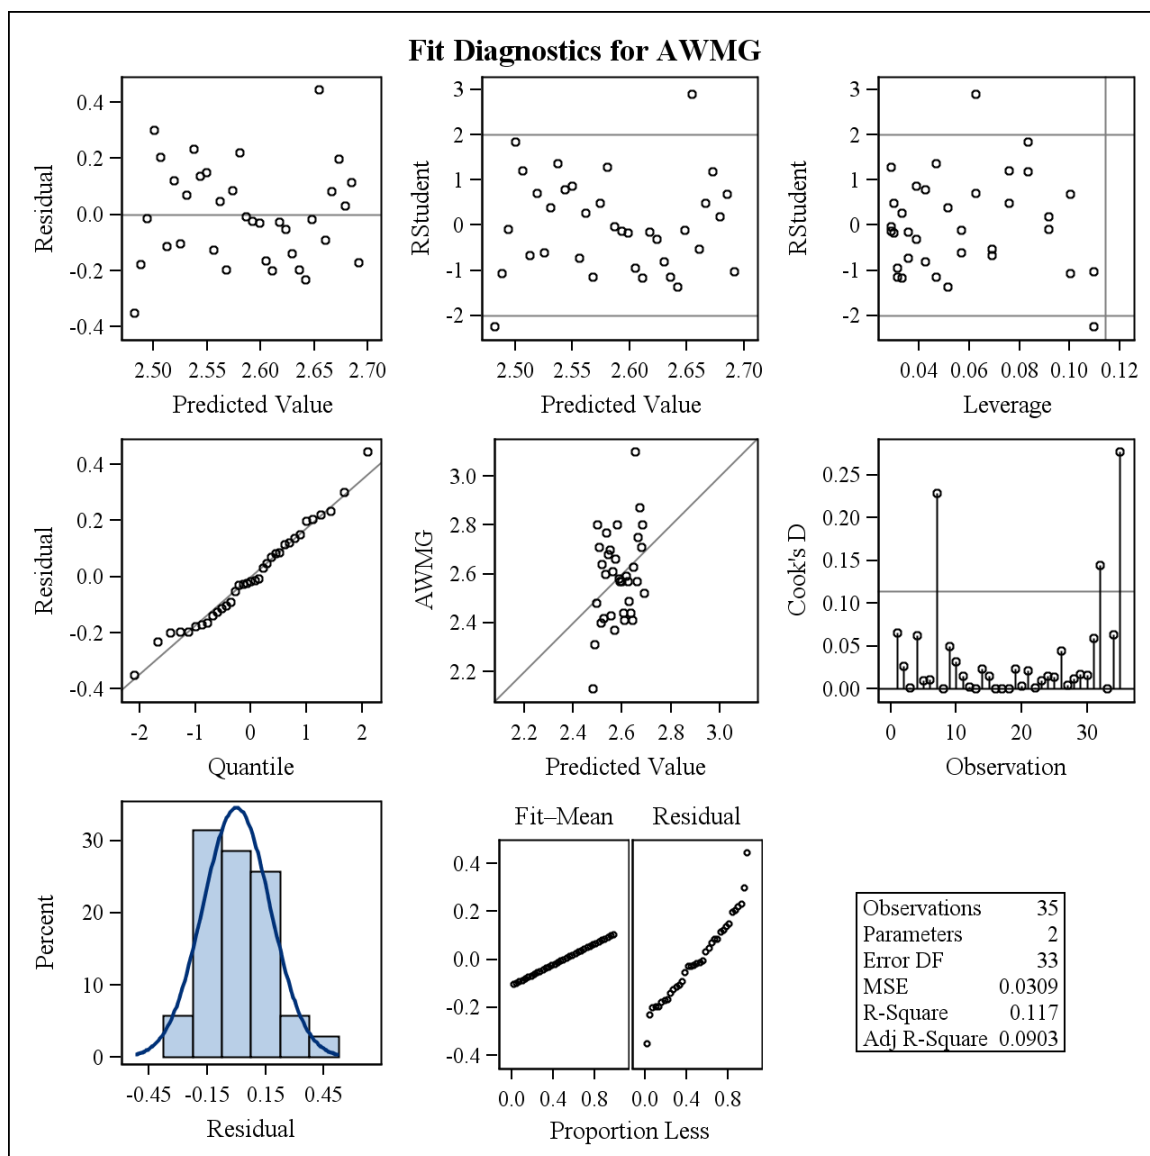 Fit Diagnostics for AWMG
0.4
0.2
0.0
-0.2
-0.4
Residual
2.50 2.55 2.60 2.65 2.70
Predicted Value
3
2
1
0
-1
-2
RStudent
2.50 2.55 2.60 2.65 2.70
Predicted Value
3
2
1
0
-1
-2
RStudent
0.04 0.06 0.08 0.10 0.12
Leverage
0.4
0.2
0.0
-0.2
-0.4
Residual
-2 -1 0 1 2
Quantile
3.0
2.8
2.6
2.4
2.2
AWMG
2.2 2.4 2.6 2.8 3.0
Predicted Value
0.25
0.20
0.15
0.10
0.05
0.00
Cook's D
0 10 20 30
Observation
30
20
10
0
Percent
-0.45 -0.15 0.15 0.45
Residual
Fit–Mean Residual
0.4
0.2
0.0
-0.2
-0.4
0.0 0.4 0.8 0.0 0.4 0.8
Proportion Less
Observations 35
Parameters 2
Error DF 33
MSE 0.0309
R-Square 0.117
Adj R-Square 0.0903